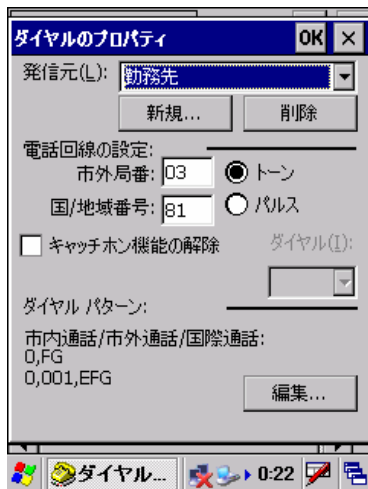 ダイヤルのプロパティ OK ×
発信元(L): 勤務先
新規... 削除
電話回線の設定:
市外局番: 03 トーン
国/地域番号: 81 パルス
キャッチホン機能の解除 ダイヤル(I):
ダイヤル パターン:
市内通話/市外通話/国際通話:
0,FG
0,001,EFG
編集...
ダイヤル... 0:22